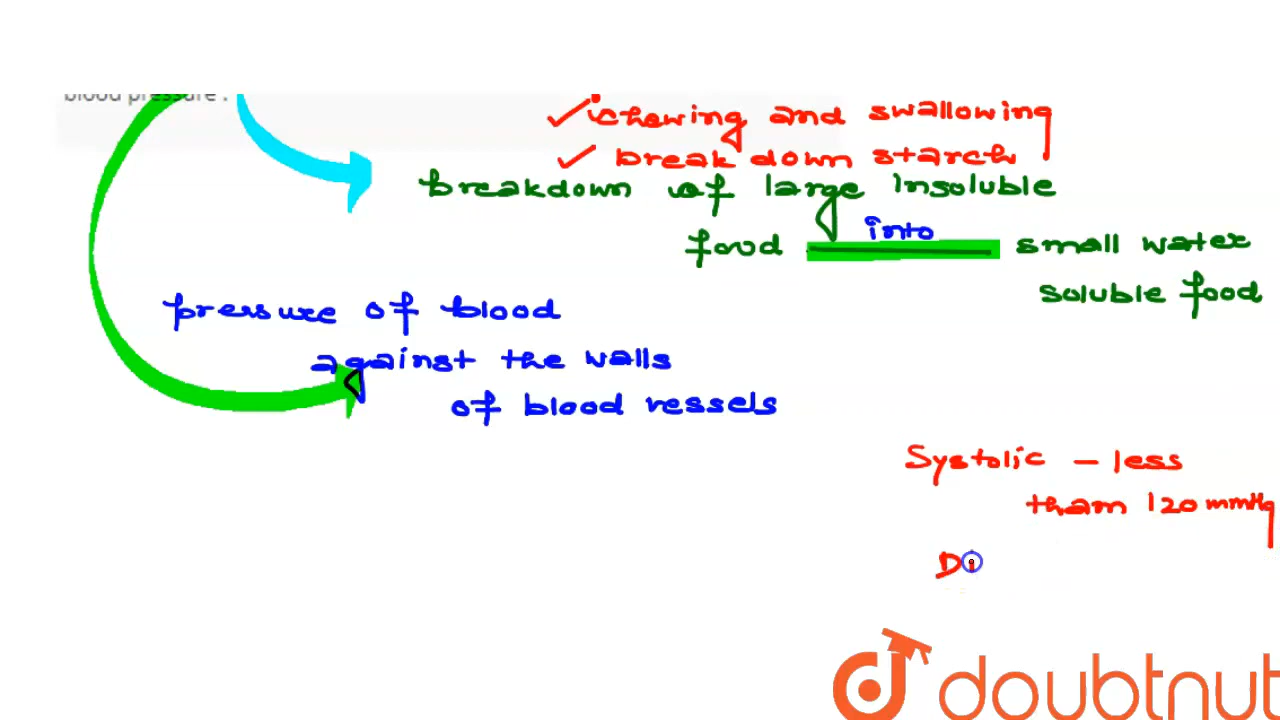 blood pressure .
chewing and swallowing
break down starch
breakdown of large insoluble
food into small water
soluble food
pressure of blood
against the walls
of blood vessels
Systolic - less
than 120 mmHg
Di
doubtnut